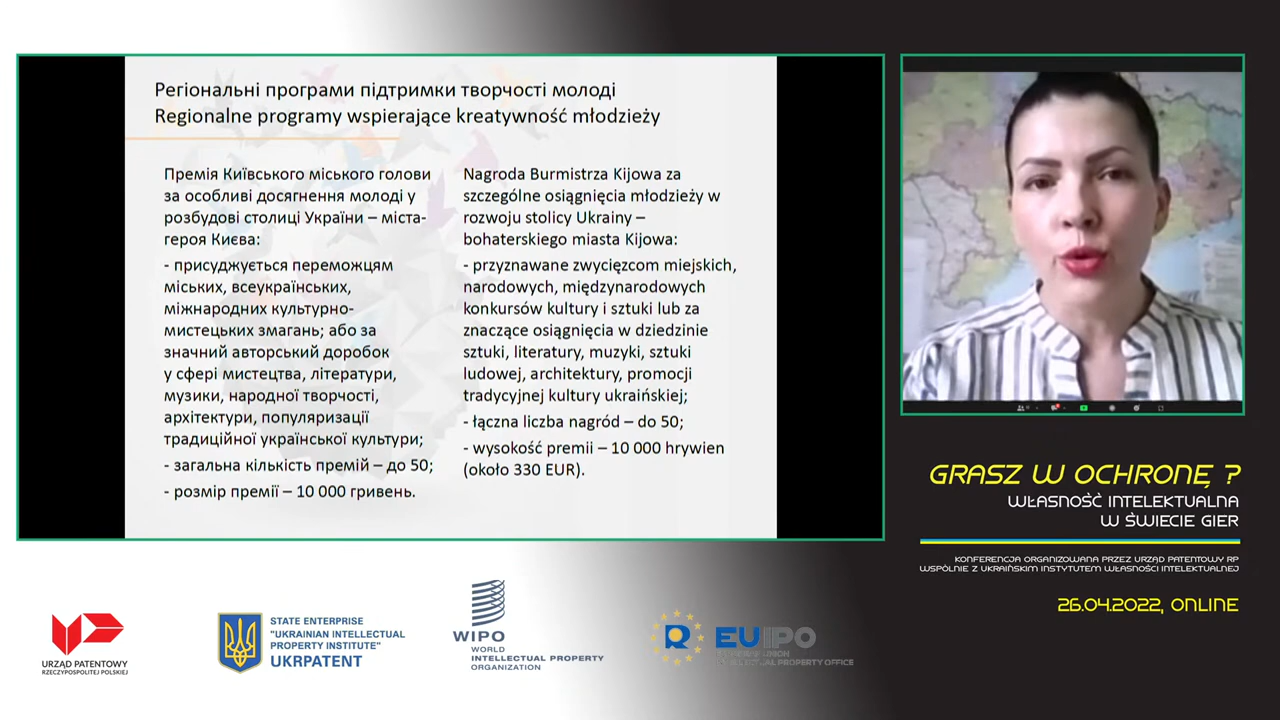 Регіональні програми підтримки творчості молоді
Regionalne programy wspierające kreatywność młodzieży
Премія Київського міського голови
за особливі досягнення молоді у
розбудові столиці України – міста-
героя Києва:
- присуджується переможцям
міських, всеукраїнських,
міжнародних культурно-
мистецьких змагань; або за
значний авторський доробок
у сфері мистецтва, літератури,
музики, народної творчості,
архітектури, популяризації
традиційної української культури;
- загальна кількість премій – до 50;
- розмір премії – 10 000 гривень.
Nagroda Burmistrza Kijowa za
szczególne osiągnięcia młodzieży w
rozwoju stolicy Ukrainy –
bohaterskiego miasta Kijowa:
- przyznawane zwycięzcom miejskich,
narodowych, międzynarodowych
konkursów kultury i sztuki lub za
znaczące osiągnięcia w dziedzinie
sztuki, literatury, muzyki, sztuki
ludowej, architektury, promocji
tradycyjnej kultury ukraińskiej;
- łączna liczba nagród – do 50;
- wysokość premii – 10 000 hrywien
(około 330 EUR).
GRASZ W OCHRONĘ ?
WŁASNOŚĆ INTELEKTUALNA
W ŚWIECIE GIER
KONFERENCJA ORGANIZOWANA PRZEZ URZĄD PATENTOWY RP
WSPÓLNIE Z UKRAIŃSKIM INSTYTUTEM WŁASNOŚCI INTELEKTUALNEJ
26.04.2022, ONLINE
URZĄD PATENTOWY
RZECZYPOSPOLITEJ POLSKIEJ
STATE ENTERPRISE
"UKRAINIAN INTELLECTUAL
PROPERTY INSTITUTE"
UKRPATENT
WIPO
WORLD
INTELLECTUAL PROPERTY
ORGANIZATION
EUIPO
UNION
INTELLECTUAL PROPERTY OFFICE